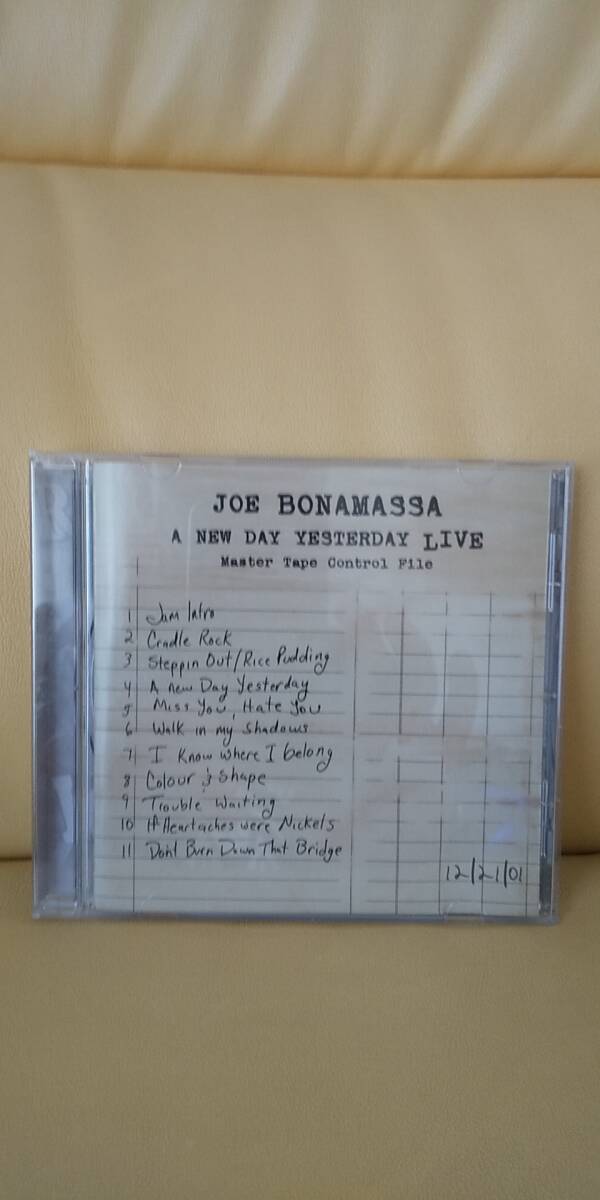 JOE BONAMASSA
A NEW DAY YESTERDAY LIVE
Master Tape Control File
1 Jam Intro
2 Cradle Rock
3 Steppin Out/Rice Pudding
4 A New Day Yesterday
5 Miss You, Hate You
6 Walk in my Shadows
7 I Know where I belong
8 Colour & Shape
9 Trouble Waiting
10 If Heartaches were Nickels
11 Don't Burn Down That Bridge
12/21/01